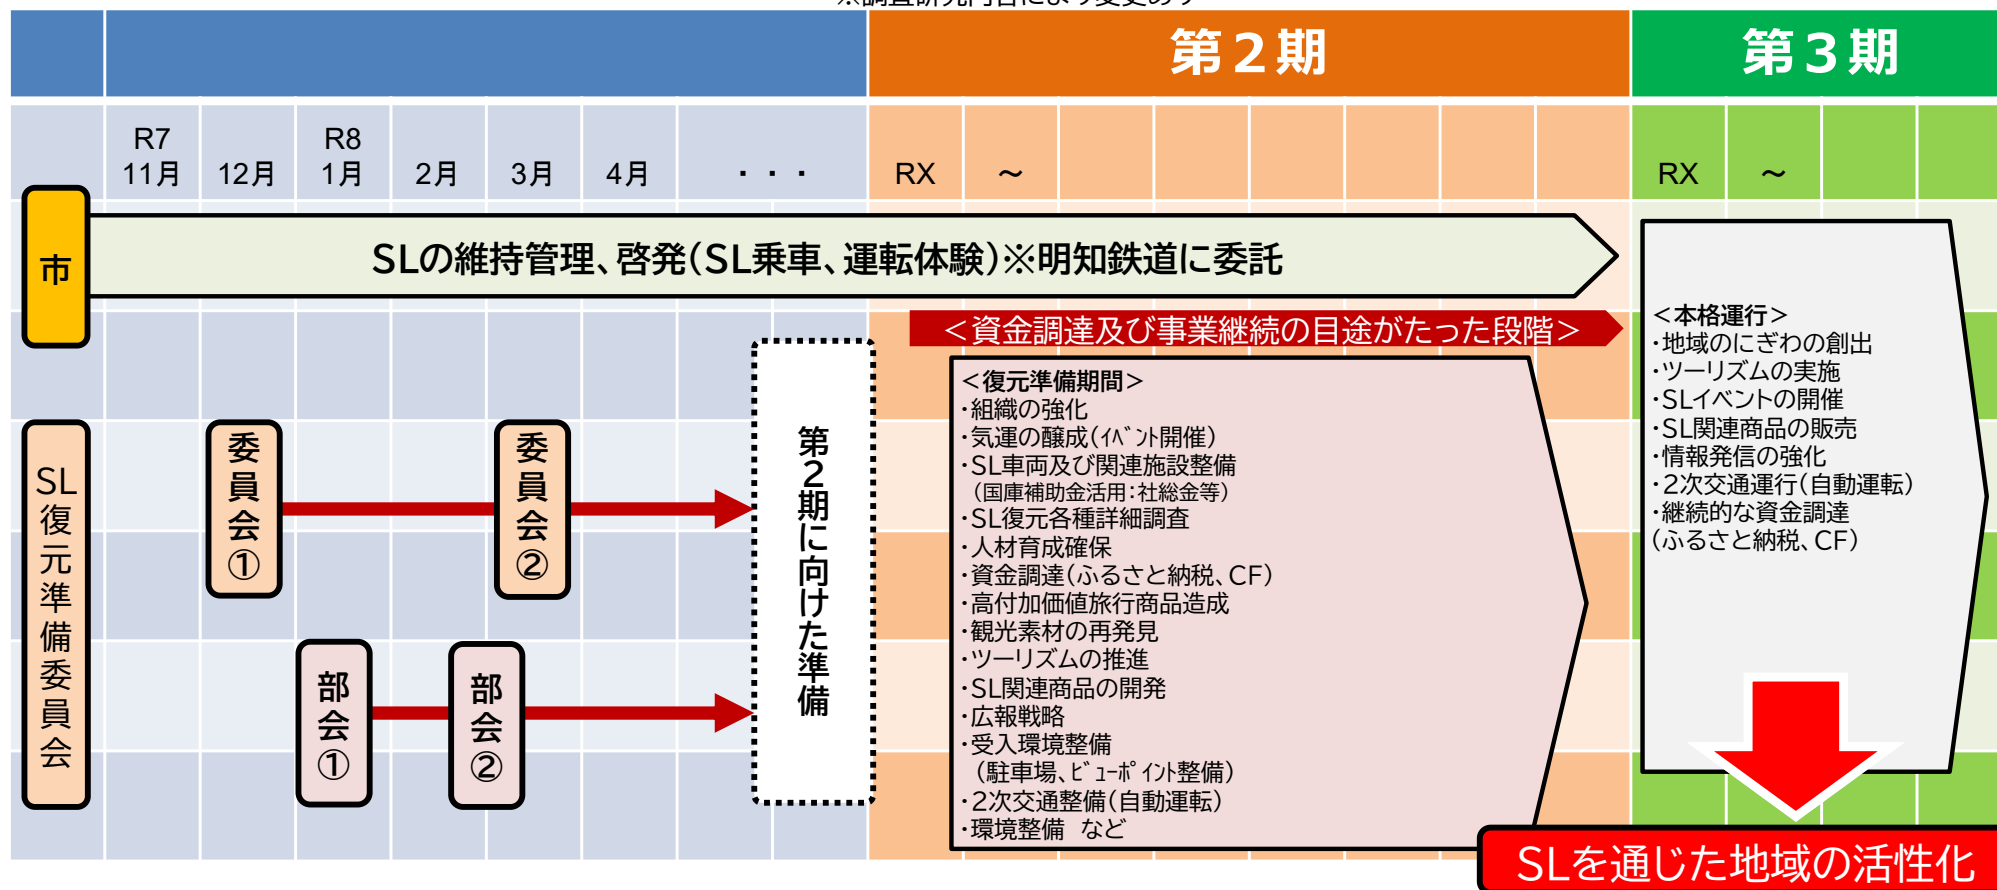 ※調査研究内容により変更あり
第2期
第3期
R7
11月
12月
R8
1月
2月
3月
4月
・・・
RX
～
RX
～
市
SLの維持管理、啓発(SL乗車、運転体験)※明知鉄道に委託
＜資金調達及び事業継続の目途がたった段階＞
SL復元準備委員会
委員会①
委員会②
部会①
部会②
第2期に向けた準備
＜復元準備期間＞
・組織の強化
・気運の醸成(ｲﾍﾞﾝﾄ開催)
・SL車両及び関連施設整備
(国庫補助金活用：社総金等)
・SL復元各種詳細調査
・人材育成確保
・資金調達(ふるさと納税、CF)
・高付加価値旅行商品造成
・観光素材の再発見
・ツーリズムの推進
・SL関連商品の開発
・広報戦略
・受入環境整備
(駐車場、ﾋﾞｭｰﾎﾟｲﾝﾄ整備)
・2次交通整備(自動運転)
・環境整備　など
＜本格運行＞
・地域のにぎわの創出
・ツーリズムの実施
・SLイベントの開催
・SL関連商品の販売
・情報発信の強化
・2次交通運行(自動運転)
・継続的な資金調達
(ふるさと納税、CF)
SLを通じた地域の活性化